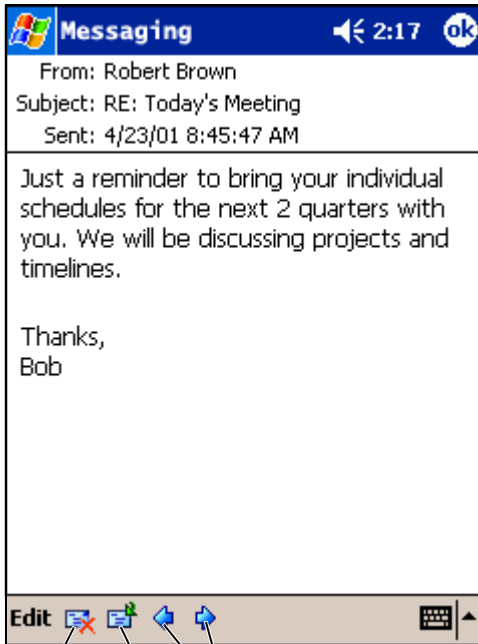 Messaging 2:17 ok
From: Robert Brown
Subject: RE: Today's Meeting
Sent: 4/23/01 8:45:47 AM
Just a reminder to bring your individual
schedules for the next 2 quarters with
you. We will be discussing projects and
timelines.
Thanks,
Bob
Edit